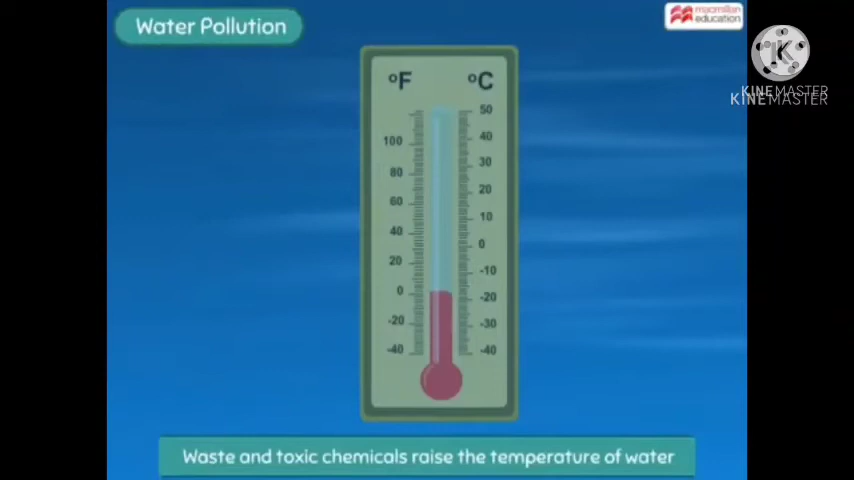 Water Pollution
macmillan
education
KINEMASTER
KINEMASTER
°F °C
50
100 40
80 30
60 20
10
40 0
20 -10
0 -20
-20 -30
-40 -40
Waste and toxic chemicals raise the temperature of water